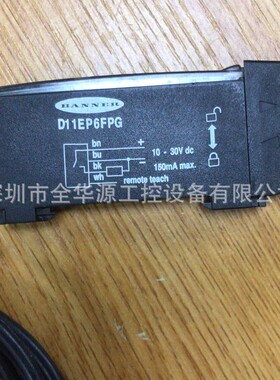 BANNER
D11EP6FPG
bn
+
bu
−
10 - 30V dc
bk
150mA max.
wh
remote teach
深圳市全华源工控设备有限公司